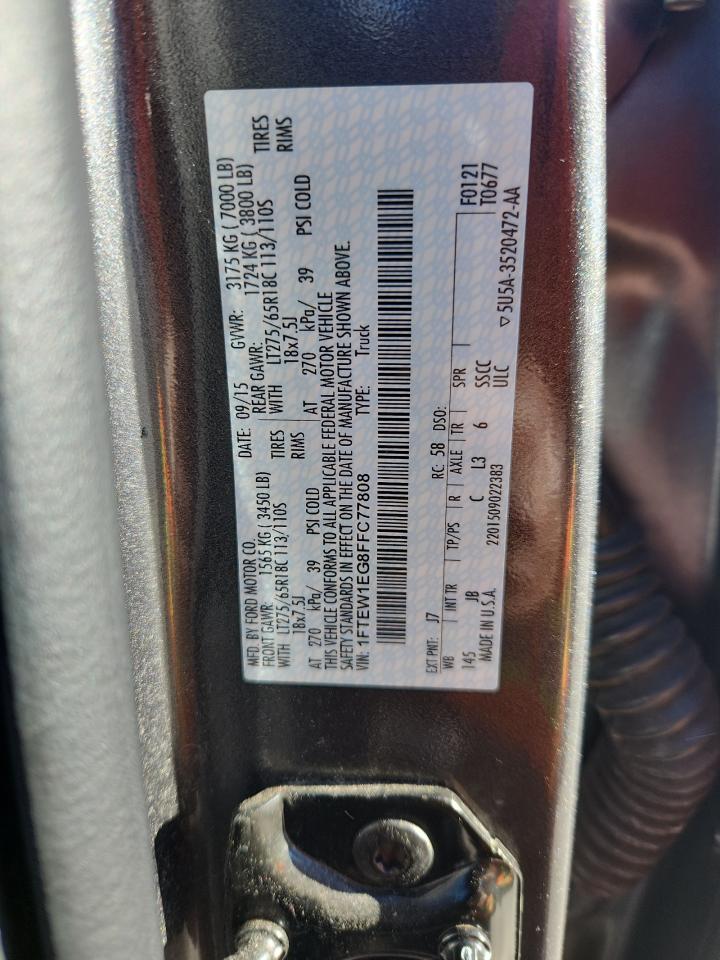 MFD. BY FORD MOTOR CO.
DATE: 09/15 GVWR: 3175 KG ( 7000 LB)
FRONT GAWR: 1565 KG ( 3450 LB) REAR GAWR: 1724 KG ( 3800 LB)
WITH LT275/65R18C 113/110S TIRES WITH LT275/65R18C 113/110S TIRES
18x7.5J RIMS 18x7.5J RIMS
AT 270 kPa/ 39 PSI COLD AT 270 kPa/ 39 PSI COLD
THIS VEHICLE CONFORMS TO ALL APPLICABLE FEDERAL MOTOR VEHICLE
SAFETY STANDARDS IN EFFECT ON THE DATE OF MANUFACTURE SHOWN ABOVE.
VIN: 1FTEW1EG8FFC77808 TYPE: Truck
EXT PNT: J7 RC: 58 DSO: F0121
T0677
WB INT TR TP/PS R AXLE TR SPR
145 JB C L3 6 SSCC
ULC
MADE IN U.S.A. 2201509022383 ▽5U5A-3520472-AA